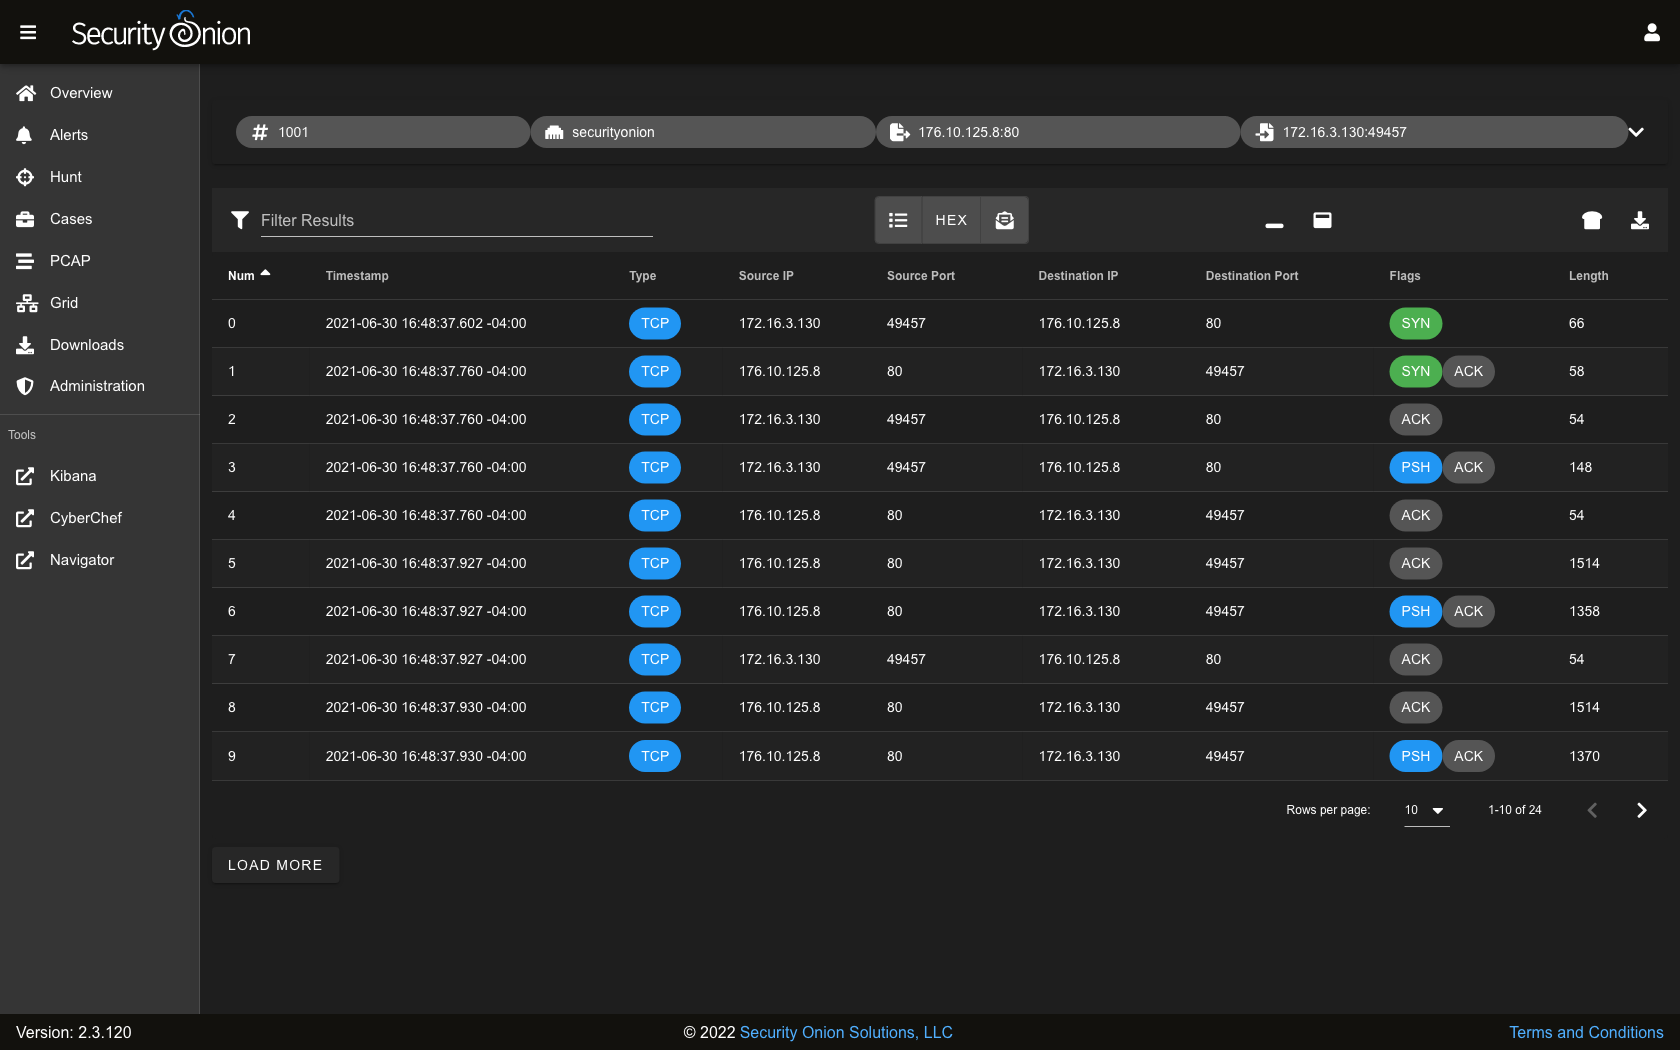 Security Onion
Overview
Alerts
Hunt
Cases
PCAP
Grid
Downloads
Administration
Tools
Kibana
CyberChef
Navigator
1001 securityonion 176.10.125.8:80 172.16.3.130:49457
Filter Results HEX
Num Timestamp Type Source IP Source Port Destination IP Destination Port Flags Length
0 2021-06-30 16:48:37.602 -04:00 TCP 172.16.3.130 49457 176.10.125.8 80 SYN 66
1 2021-06-30 16:48:37.760 -04:00 TCP 176.10.125.8 80 172.16.3.130 49457 SYN ACK 58
2 2021-06-30 16:48:37.760 -04:00 TCP 172.16.3.130 49457 176.10.125.8 80 ACK 54
3 2021-06-30 16:48:37.760 -04:00 TCP 172.16.3.130 49457 176.10.125.8 80 PSH ACK 148
4 2021-06-30 16:48:37.760 -04:00 TCP 176.10.125.8 80 172.16.3.130 49457 ACK 54
5 2021-06-30 16:48:37.927 -04:00 TCP 176.10.125.8 80 172.16.3.130 49457 ACK 1514
6 2021-06-30 16:48:37.927 -04:00 TCP 176.10.125.8 80 172.16.3.130 49457 PSH ACK 1358
7 2021-06-30 16:48:37.927 -04:00 TCP 172.16.3.130 49457 176.10.125.8 80 ACK 54
8 2021-06-30 16:48:37.930 -04:00 TCP 176.10.125.8 80 172.16.3.130 49457 ACK 1514
9 2021-06-30 16:48:37.930 -04:00 TCP 176.10.125.8 80 172.16.3.130 49457 PSH ACK 1370
Rows per page: 10 1-10 of 24
LOAD MORE
Version: 2.3.120 © 2022 Security Onion Solutions, LLC Terms and Conditions